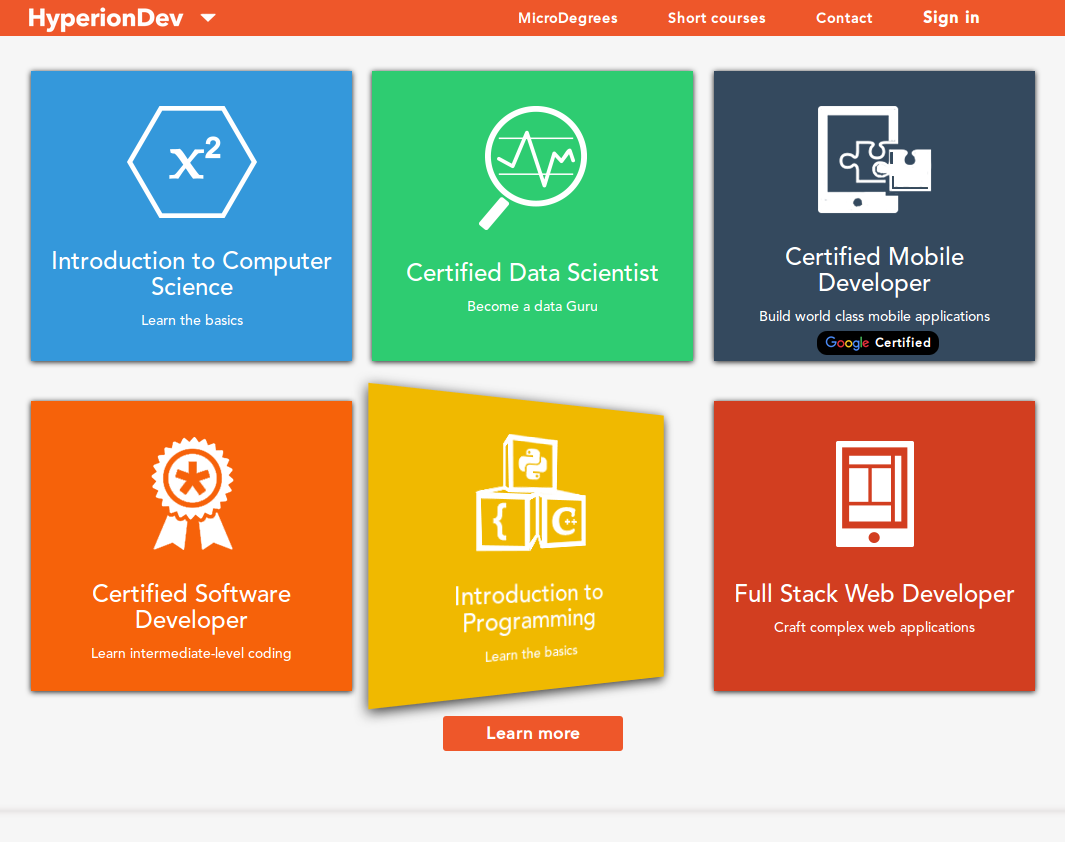 HyperionDev
MicroDegrees
Short courses
Contact
Sign in
x²
Introduction to Computer
Science
Learn the basics
Certified Data Scientist
Become a data Guru
Certified Mobile
Developer
Build world class mobile applications
Google Certified
Certified Software
Developer
Learn intermediate-level coding
{
C++
Introduction to
Programming
Learn the basics
Full Stack Web Developer
Craft complex web applications
Learn more